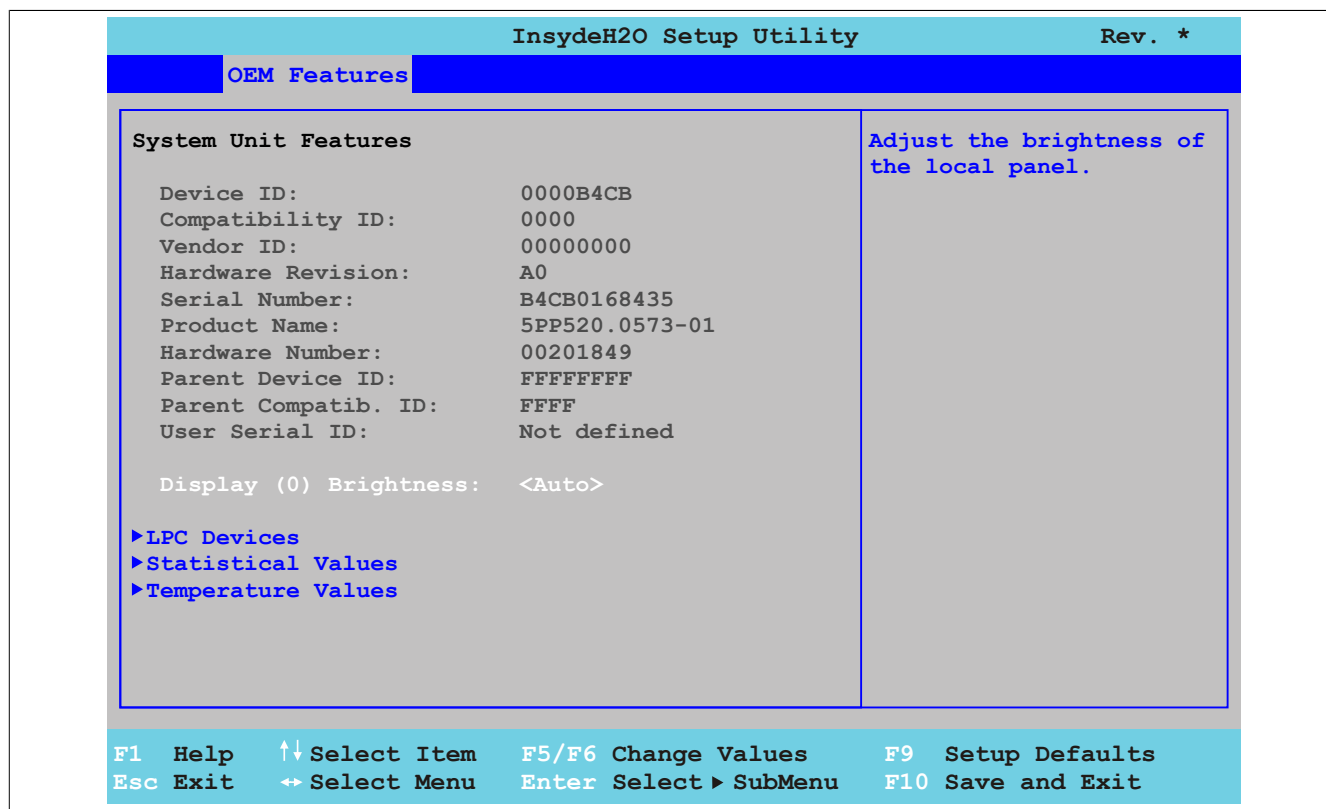 InsydeH2O Setup Utility Rev. *
OEM Features
System Unit Features
Device ID: 0000B4CB
Compatibility ID: 0000
Vendor ID: 00000000
Hardware Revision: A0
Serial Number: B4CB0168435
Product Name: 5PP520.0573-01
Hardware Number: 00201849
Parent Device ID: FFFFFFFF
Parent Compatib. ID: FFFF
User Serial ID: Not defined
Display (0) Brightness: <Auto>
▶LPC Devices
▶Statistical Values
▶Temperature Values
Adjust the brightness of
the local panel.
F1 Help ↑↓ Select Item F5/F6 Change Values F9 Setup Defaults
Esc Exit ↔ Select Menu Enter Select ▶ SubMenu F10 Save and Exit